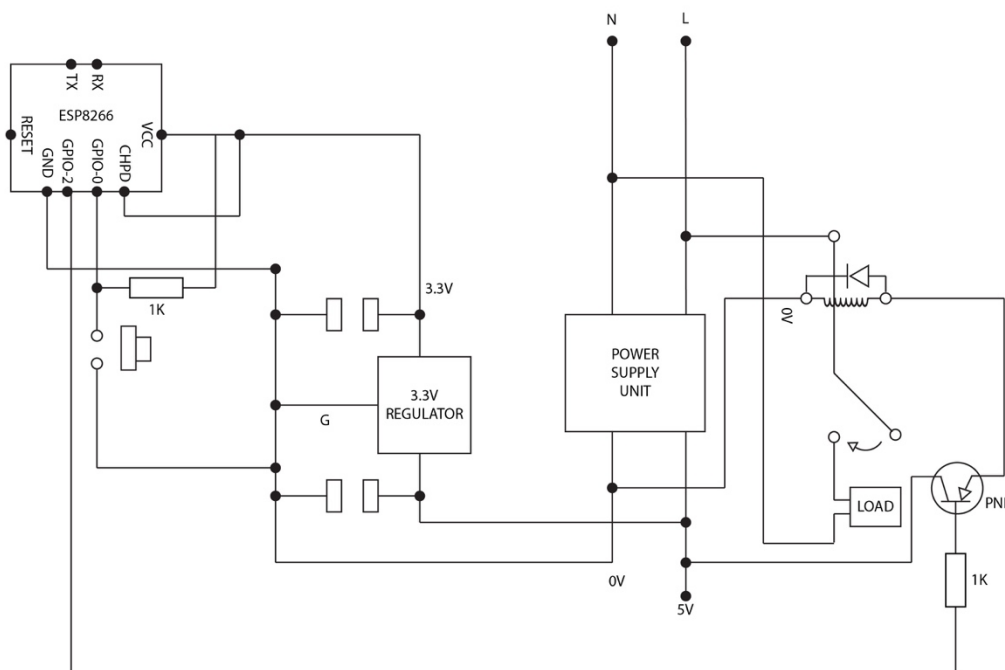 N
L
TX
RX
ESP8266
RESET
GND
GPIO-2
GPIO-0
CHPD
VCC
1K
3.3V
3.3V
REGULATOR
G
POWER
SUPPLY
UNIT
0V
LOAD
PN
1K
0V
5V